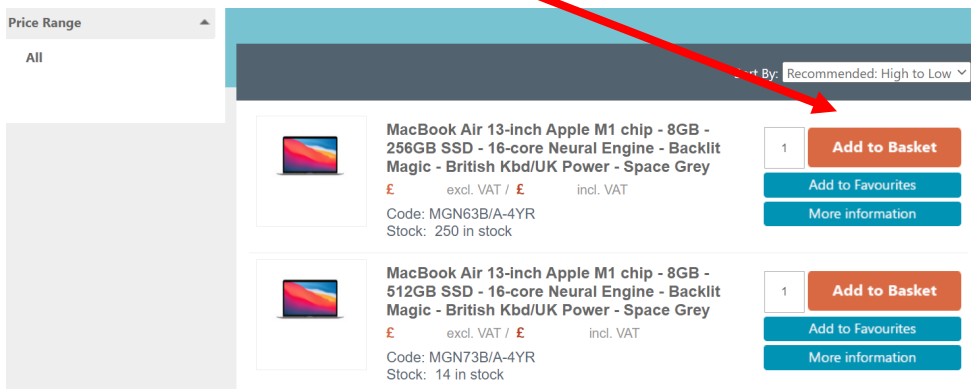 Price Range
All
Sort By: Recommended: High to Low
MacBook Air 13-inch Apple M1 chip - 8GB -
256GB SSD - 16-core Neural Engine - Backlit
Magic - British Kbd/UK Power - Space Grey
£ excl. VAT / £ incl. VAT
Code: MGN63B/A-4YR
Stock: 250 in stock
1
Add to Basket
Add to Favourites
More information
MacBook Air 13-inch Apple M1 chip - 8GB -
512GB SSD - 16-core Neural Engine - Backlit
Magic - British Kbd/UK Power - Space Grey
£ excl. VAT / £ incl. VAT
Code: MGN73B/A-4YR
Stock: 14 in stock
1
Add to Basket
Add to Favourites
More information